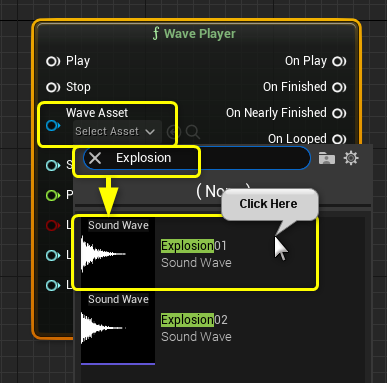 f Wave Player
Play
On Play
Stop
On Finished
Wave Asset
On Nearly Finished
Select Asset
On Looped
S
Explosion
P
( Non
Click Here
L
Sound Wave
Explosion01
Sound Wave
L
L
Sound Wave
Explosion02
Sound Wave